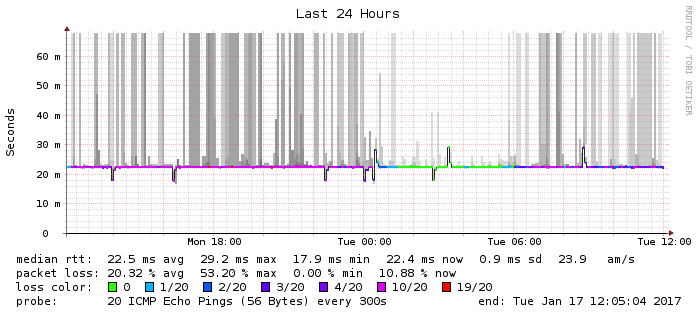 Last 24 Hours
RRDTOOL / TOBI OETIKER
Seconds
60 m
50 m
40 m
30 m
20 m
10 m
0
Mon 18:00 Tue 00:00 Tue 06:00 Tue 12:00
median rtt: 22.5 ms avg 29.2 ms max 17.9 ms min 22.4 ms now 0.9 ms sd 23.9 am/s
packet loss: 20.32 % avg 53.20 % max 0.00 % min 10.88 % now
loss color: 0 1/20 2/20 3/20 4/20 10/20 19/20
probe: 20 ICMP Echo Pings (56 Bytes) every 300s end: Tue Jan 17 12:05:04 2017